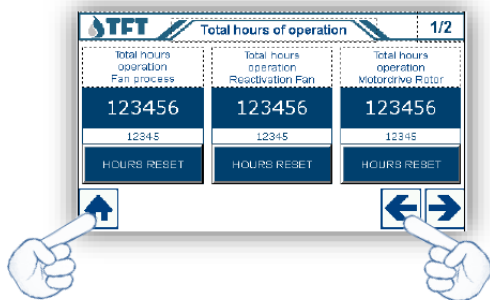 TFT Total hours of operation 1/2
Total hours Total hours Total hours
operation operation operation
Fan process Reactivation Fan Motordrive Rotor
123456 123456 123456
12345 12345 12345
HOURS RESET HOURS RESET HOURS RESET